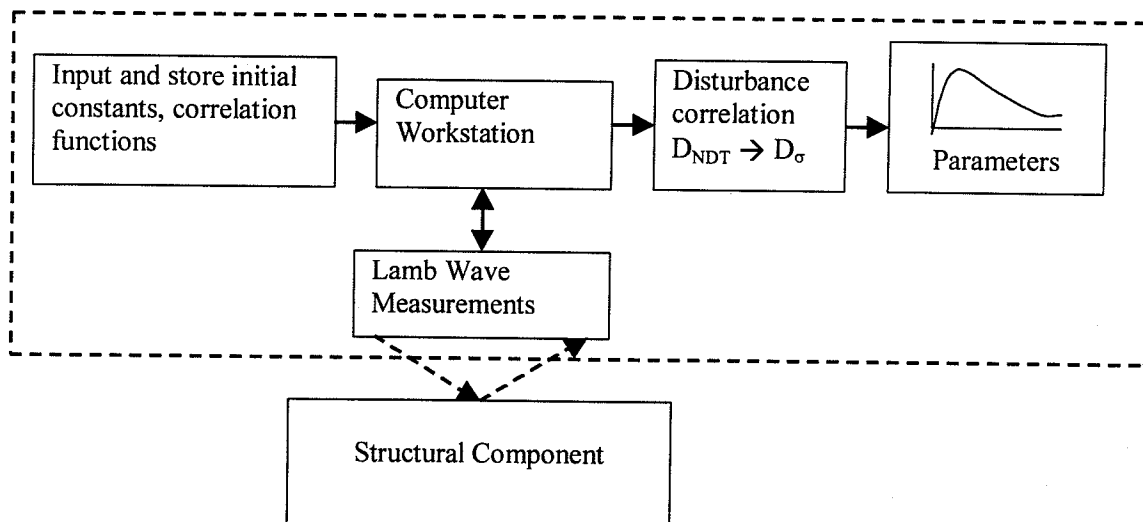 Input and store initial
constants, correlation
functions
Computer
Workstation
Disturbance
correlation
D_NDT → D_σ
Parameters
Lamb Wave
Measurements
Structural Component